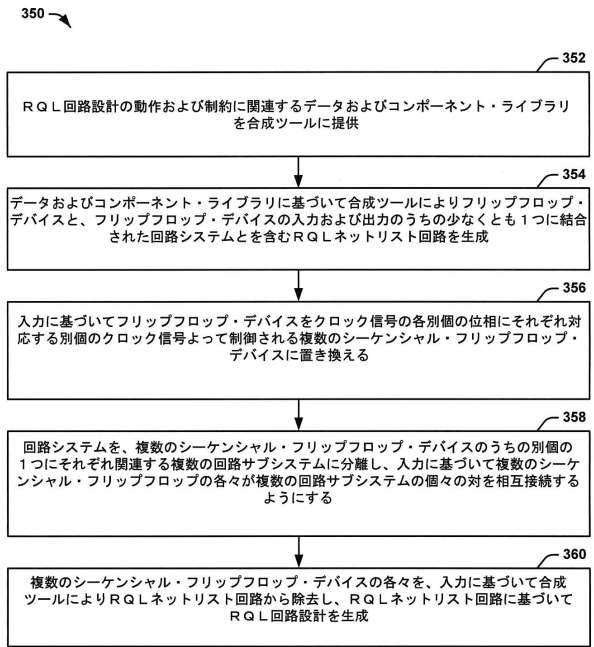 350
352
ＲＱＬ回路設計の動作および制約に関連するデータおよびコンポーネント・ライブラリ
を合成ツールに提供
354
データおよびコンポーネント・ライブラリに基づいて合成ツールによりフリップフロップ・
デバイスと、フリップフロップ・デバイスの入力および出力のうちの少なくとも１つに結合
された回路システムとを含むＲＱＬネットリスト回路を生成
356
入力に基づいてフリップフロップ・デバイスをクロック信号の各別個の位相にそれぞれ対
応する別個のクロック信号よって制御される複数のシーケンシャル・フリップフロップ・
デバイスに置き換える
358
回路システムを、複数のシーケンシャル・フリップフロップ・デバイスのうちの別個の
１つにそれぞれ関連する複数の回路サブシステムに分離し、入力に基づいて複数のシーケ
ンシャル・フリップフロップの各々が複数の回路サブシステムの個々の対を相互接続する
ようにする
360
複数のシーケンシャル・フリップフロップ・デバイスの各々を、入力に基づいて合成
ツールによりＲＱＬネットリスト回路から除去し、ＲＱＬネットリスト回路に基づいて
ＲＱＬ回路設計を生成